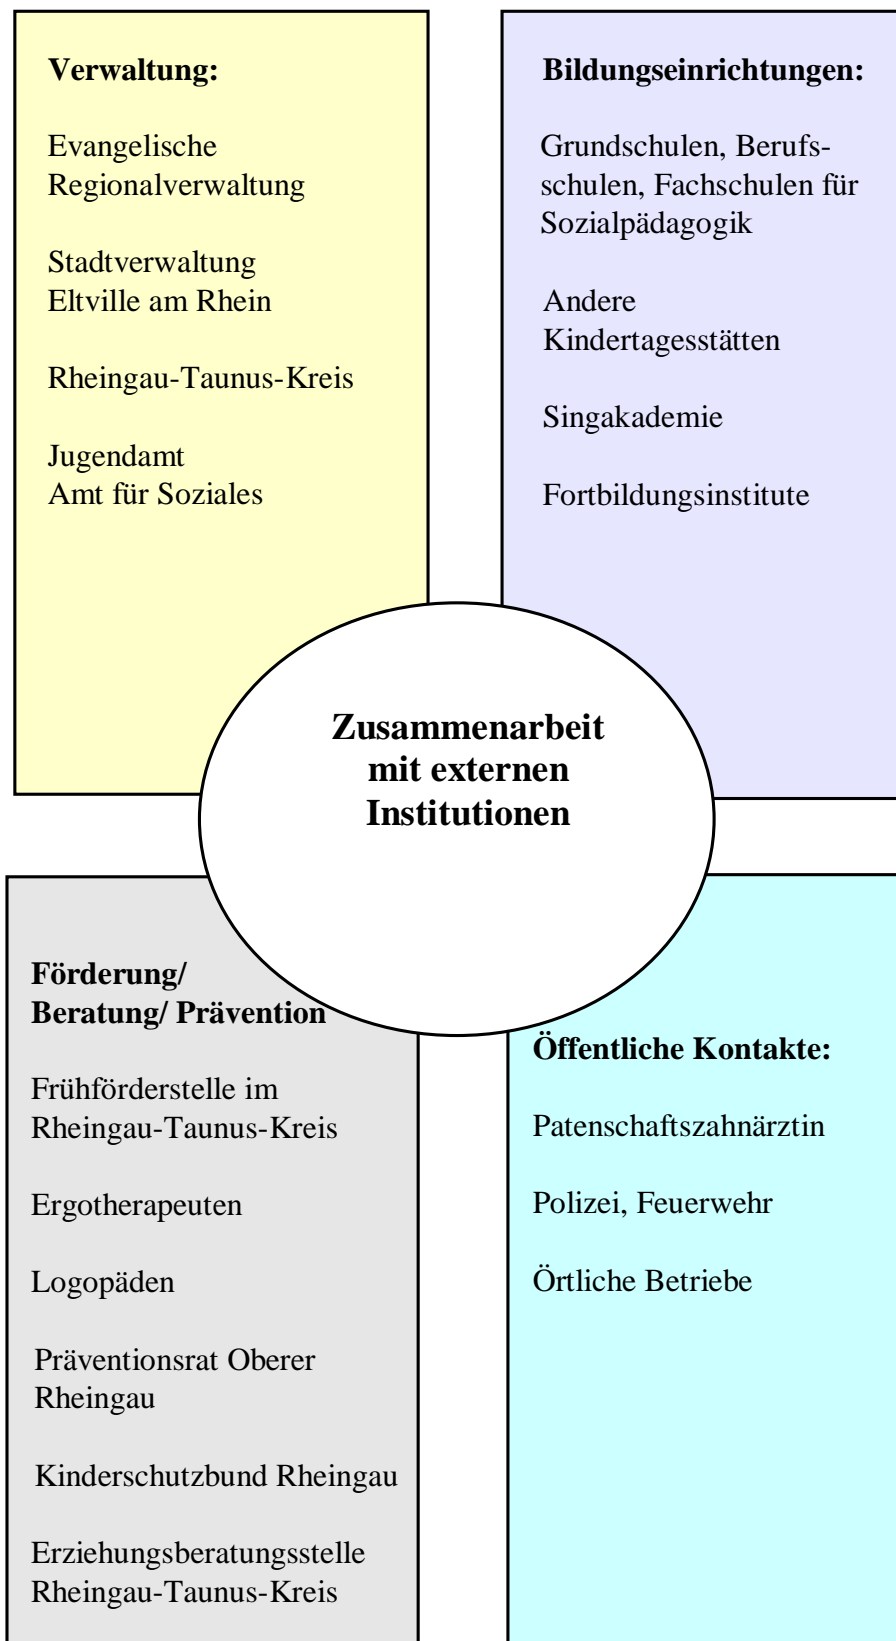 Verwaltung:
Evangelische
Regionalverwaltung
Stadtverwaltung
Eltville am Rhein
Rheingau-Taunus-Kreis
Jugendamt
Amt für Soziales
Bildungseinrichtungen:
Grundschulen, Berufs-
schulen, Fachschulen für
Sozialpädagogik
Andere
Kindertagesstätten
Singakademie
Fortbildungsinstitute
Zusammenarbeit
mit externen
Institutionen
Förderung/
Beratung/ Prävention
Frühförderstelle im
Rheingau-Taunus-Kreis
Ergotherapeuten
Logopäden
Präventionsrat Oberer
Rheingau
Kinderschutzbund Rheingau
Erziehungsberatungsstelle
Rheingau-Taunus-Kreis
Öffentliche Kontakte:
Patenschaftszahnärztin
Polizei, Feuerwehr
Örtliche Betriebe